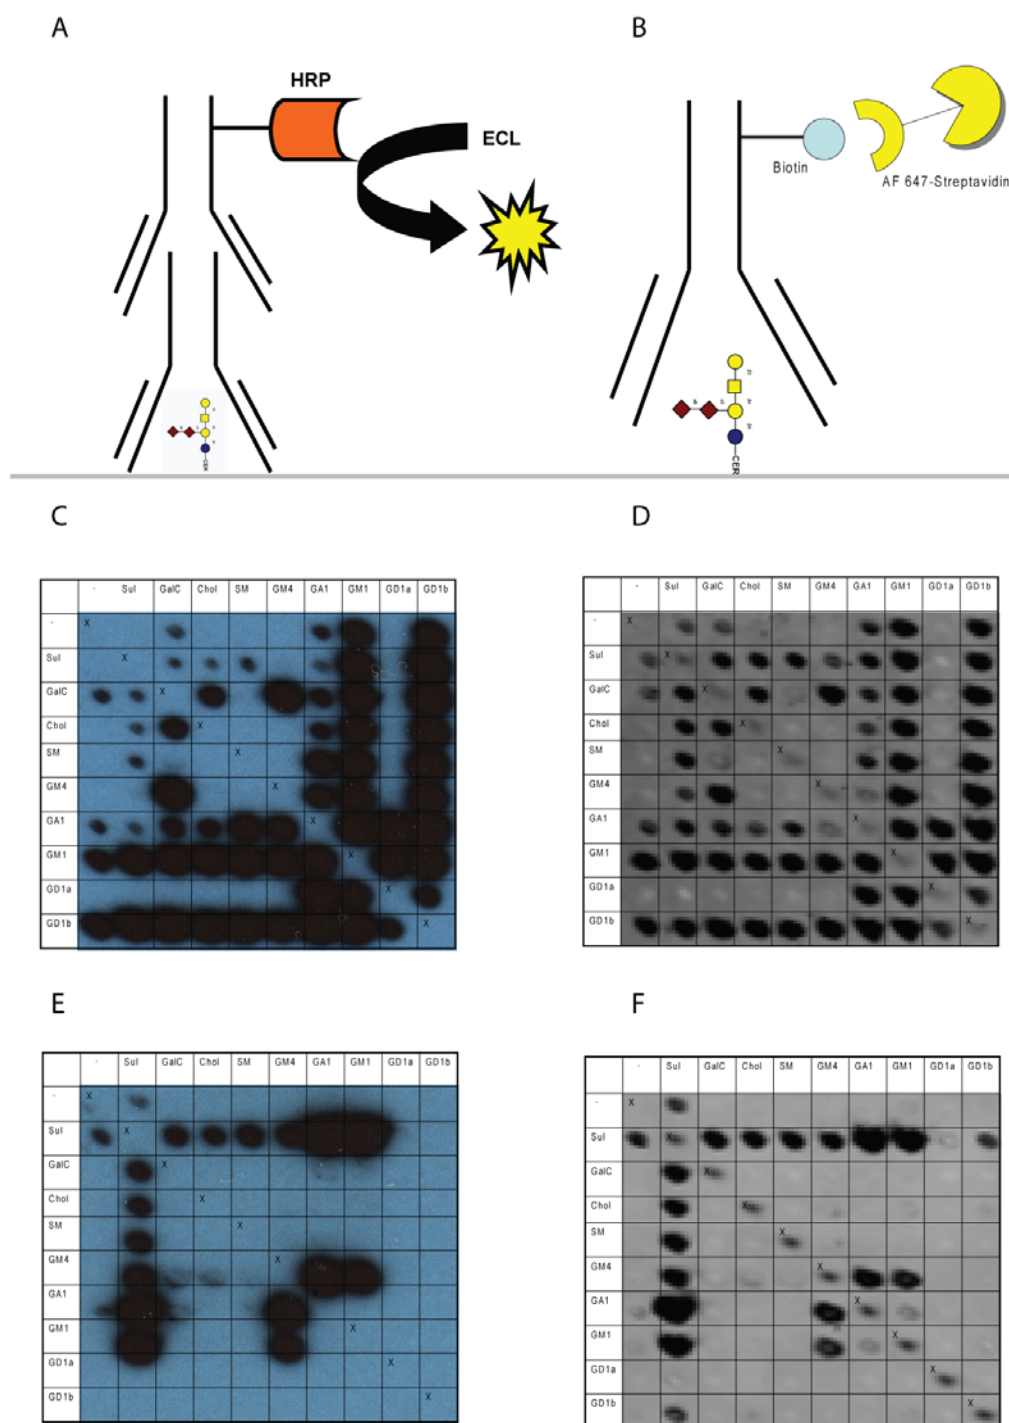 A
B
HRP
ECL
Biotin
AF 647-Streptavidin
CER
CER
C
D
- Sul GalC Chol SM GM4 GA1 GM1 GD1a GD1b
- X
Sul X
GalC X
Chol X
SM X
GM4 X
GA1 X
GM1 X
GD1a X
GD1b X
- Sul GalC Chol SM GM4 GA1 GM1 GD1a GD1b
- X
Sul X
GalC X
Chol X
SM X
GM4 X
GA1 X
GM1 X
GD1a X
GD1b X
E
F
- Sul GalC Chol SM GM4 GA1 GM1 GD1a GD1b
- X
Sul X
GalC X
Chol X
SM X
GM4 X
GA1
GM1 X
GD1a X
GD1b X
- Sul GalC Chol SM GM4 GA1 GM1 GD1a GD1b
- X
Sul X
GalC X
Chol X
SM X
GM4 X
GA1 X
GM1 X
GD1a X
GD1b X